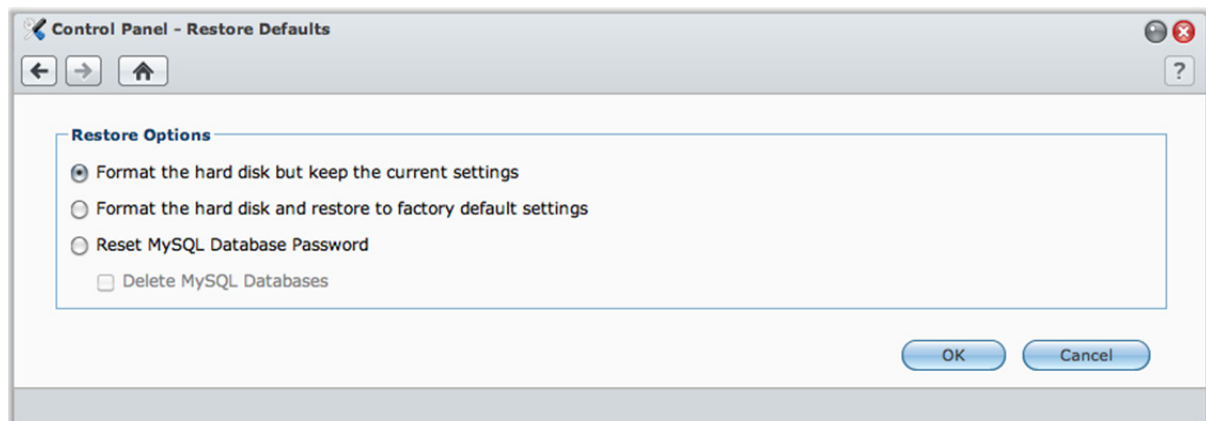 Control Panel - Restore Defaults
?
Restore Options
Format the hard disk but keep the current settings
Format the hard disk and restore to factory default settings
Reset MySQL Database Password
Delete MySQL Databases
OK Cancel